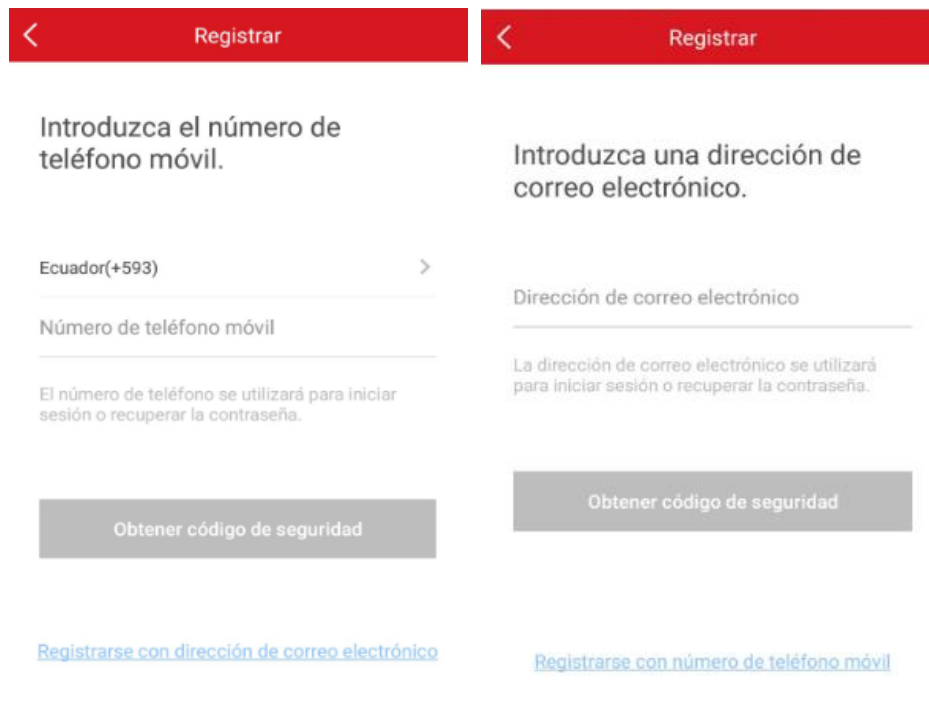 Registrar
Introduzca el número de
teléfono móvil.
Ecuador(+593)
Número de teléfono móvil
El número de teléfono se utilizará para iniciar
sesión o recuperar la contraseña.
Obtener código de seguridad
Registrarse con dirección de correo electrónico
Registrar
Introduzca una dirección de
correo electrónico.
Dirección de correo electrónico
La dirección de correo electrónico se utilizará
para iniciar sesión o recuperar la contraseña.
Obtener código de seguridad
Registrarse con número de teléfono móvil